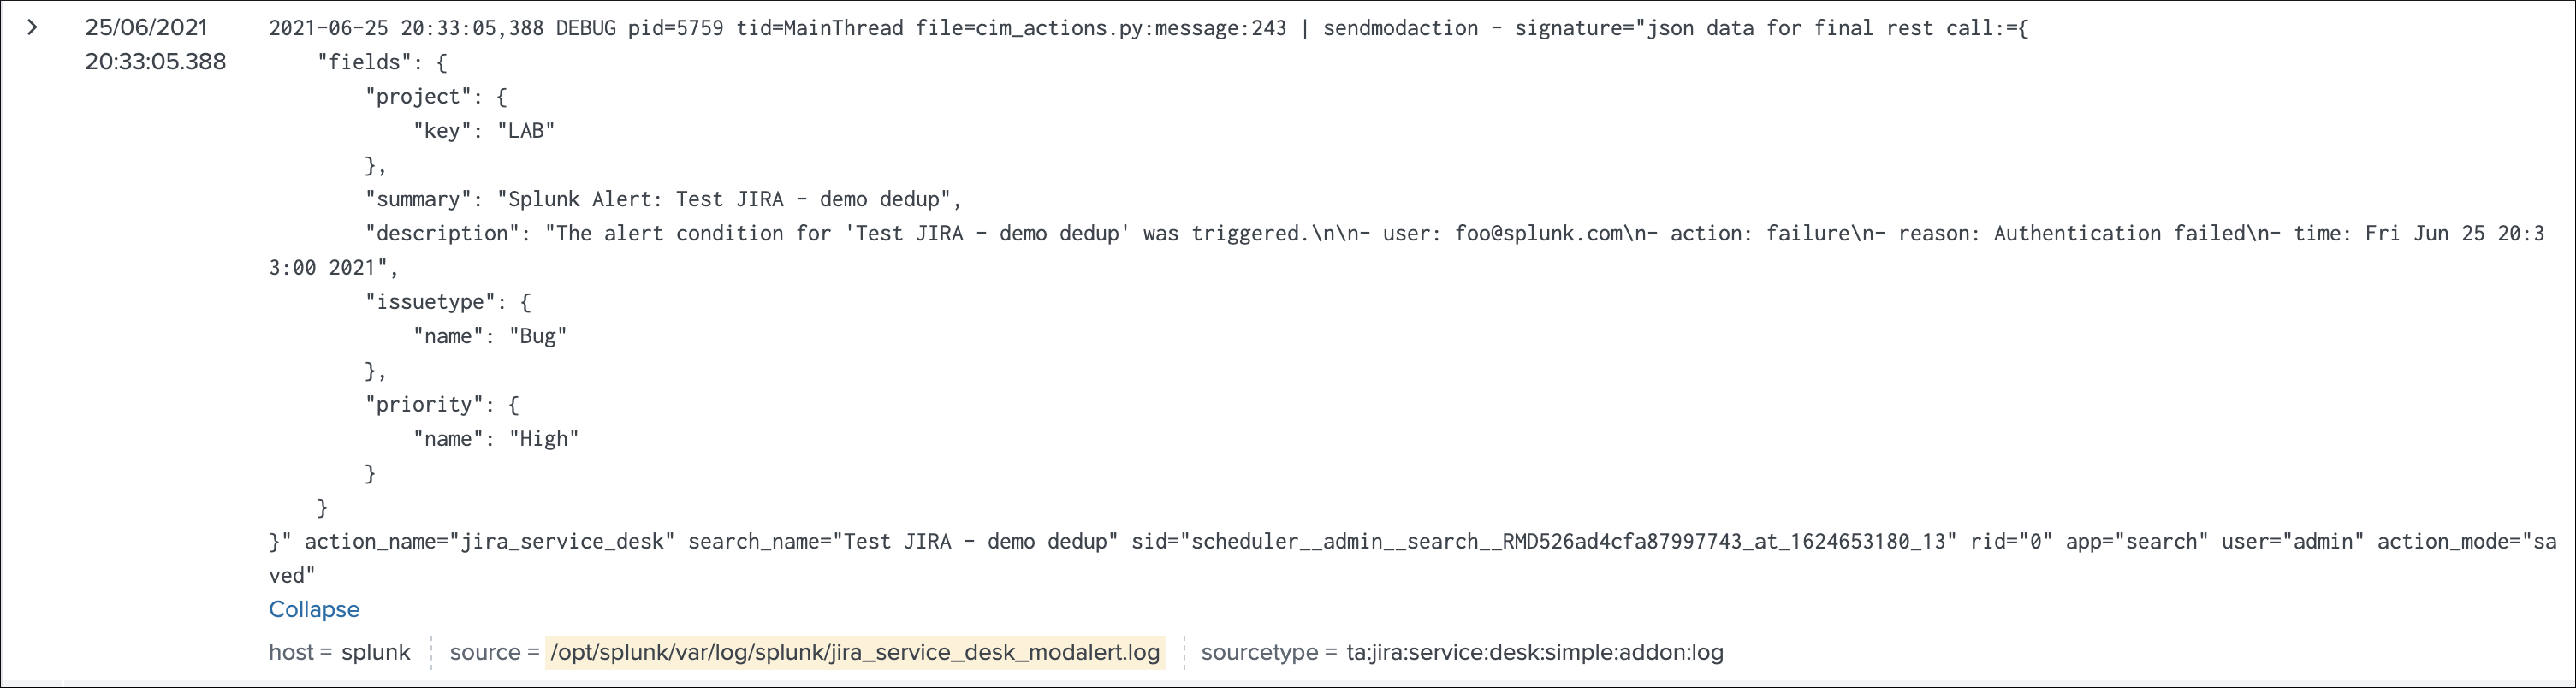 25/06/2021 2021-06-25 20:33:05,388 DEBUG pid=5759 tid=MainThread file=cim_actions.py:message:243 | sendmodaction - signature="json data for final rest call:={
20:33:05.388     "fields": {
        "project": {
            "key": "LAB"
        },
        "summary": "Splunk Alert: Test JIRA - demo dedup",
        "description": "The alert condition for 'Test JIRA - demo dedup' was triggered.\n\n- user: foo@splunk.com\n- action: failure\n- reason: Authentication failed\n- time: Fri Jun 25 20:3
3:00 2021",
        "issuetype": {
            "name": "Bug"
        },
        "priority": {
            "name": "High"
        }
    }
}" action_name="jira_service_desk" search_name="Test JIRA - demo dedup" sid="scheduler__admin__search__RMD526ad4cfa87997743_at_1624653180_13" rid="0" app="search" user="admin" action_mode="sa
ved"
Collapse
host = splunk source = /opt/splunk/var/log/splunk/jira_service_desk_modalert.log sourcetype = ta:jira:service:desk:simple:addon:log